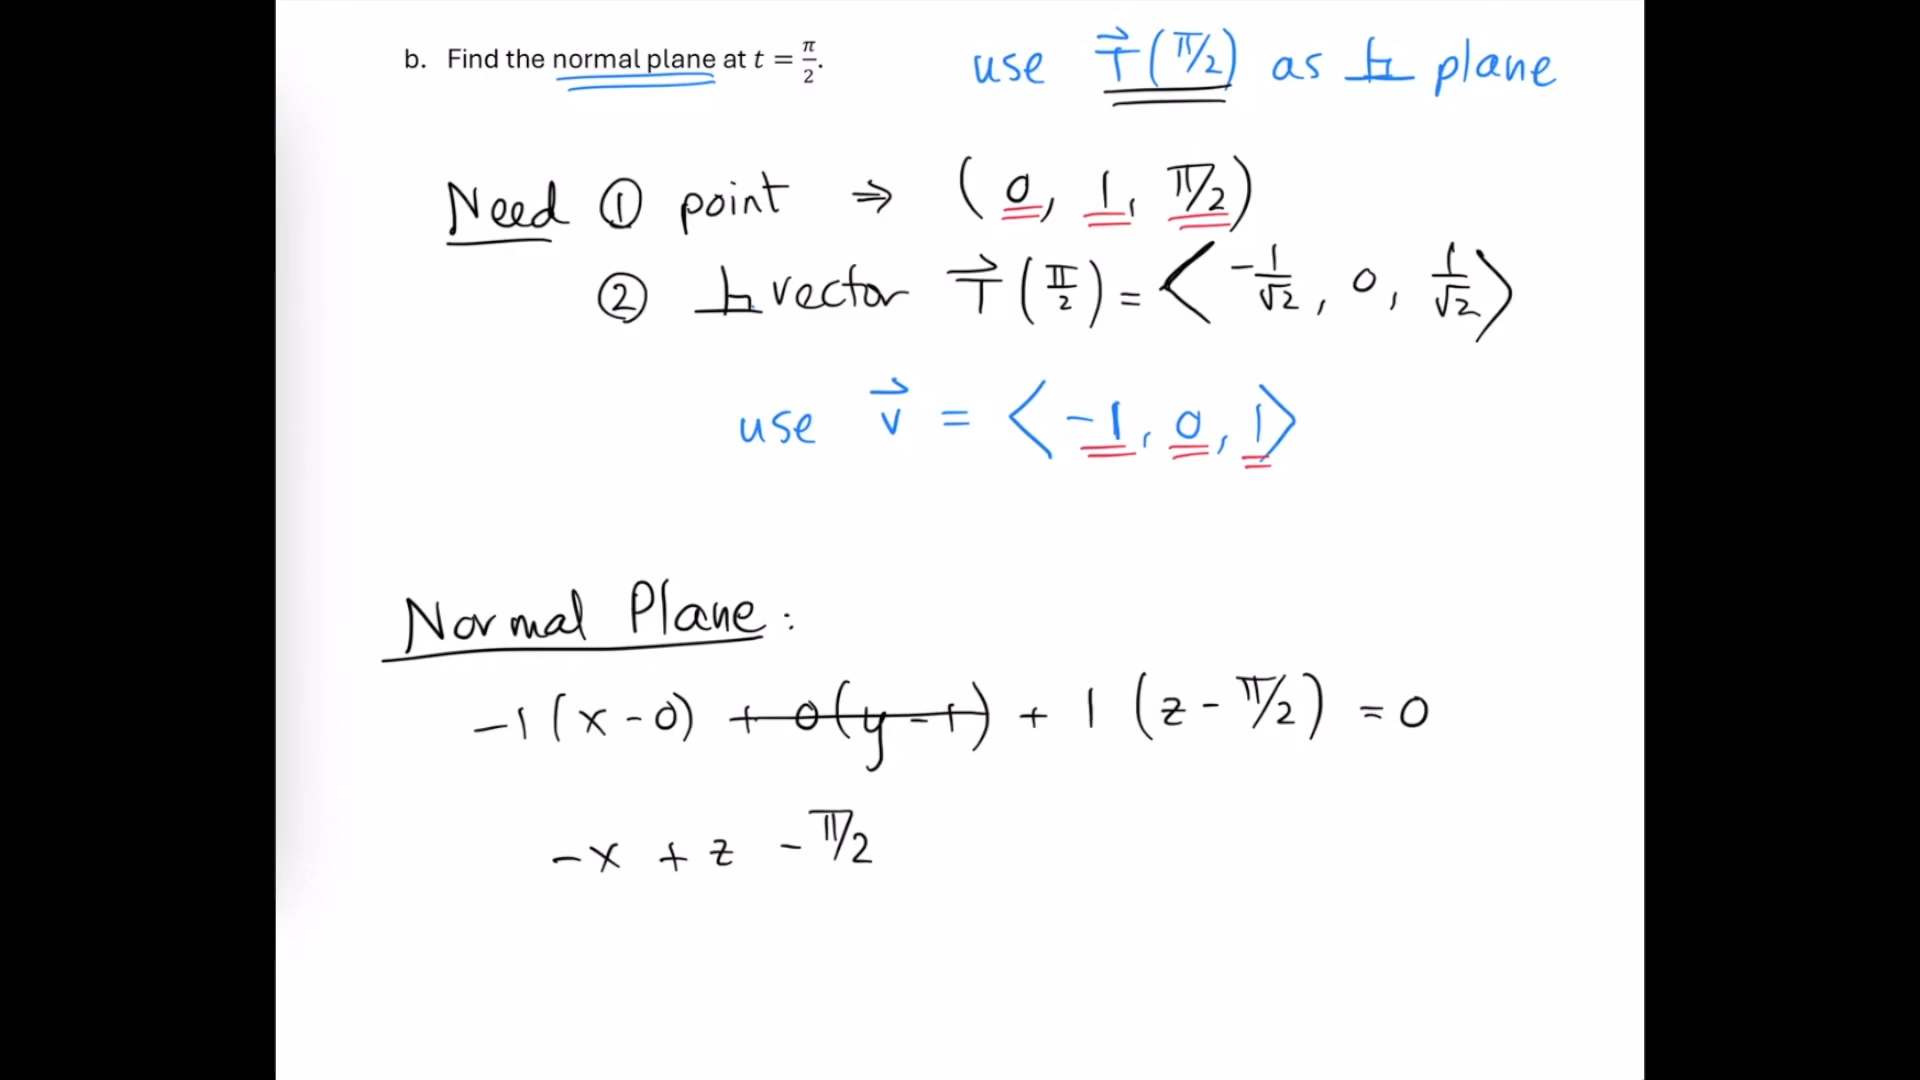 b. Find the normal plane at t = π/2.
use T⃗(π/2) as ⊥ plane
Need ① point ⇒ (0, 1, π/2)
② ⊥ vector T⃗(π/2) = ⟨-1/√2, 0, 1/√2⟩
use v⃗ = ⟨-1, 0, 1⟩
Normal Plane:
-1(x-0) + 0(y-1) + 1(z-π/2) = 0
-x + z - π/2